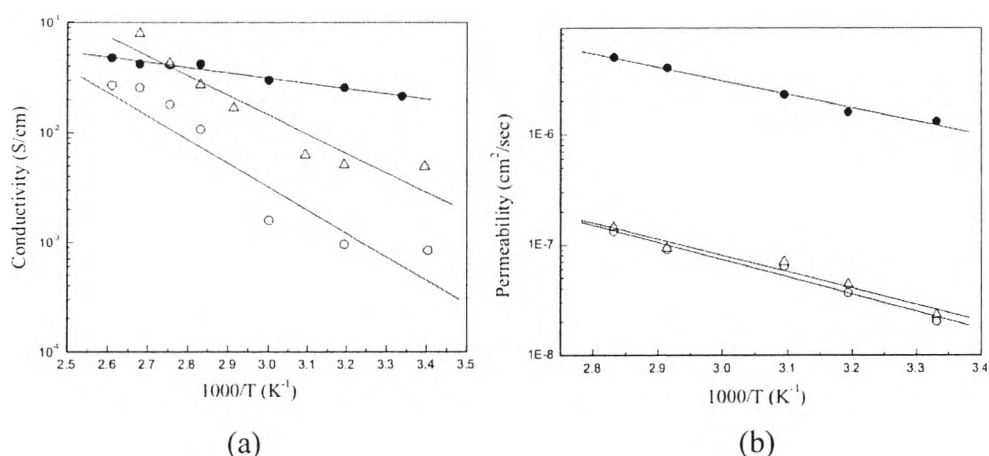 10⁰
10⁻¹
10⁻²
10⁻³
10⁻⁴
Conductivity (S/cm)
2.5 2.6 2.7 2.8 2.9 3.0 3.1 3.2 3.3 3.4 3.5
1000/T (K⁻¹)
(a)
1E-6
1E-7
1E-8
Permeability (cm²/sec)
2.8 2.9 3.0 3.1 3.2 3.3 3.4
1000/T (K⁻¹)
(b)